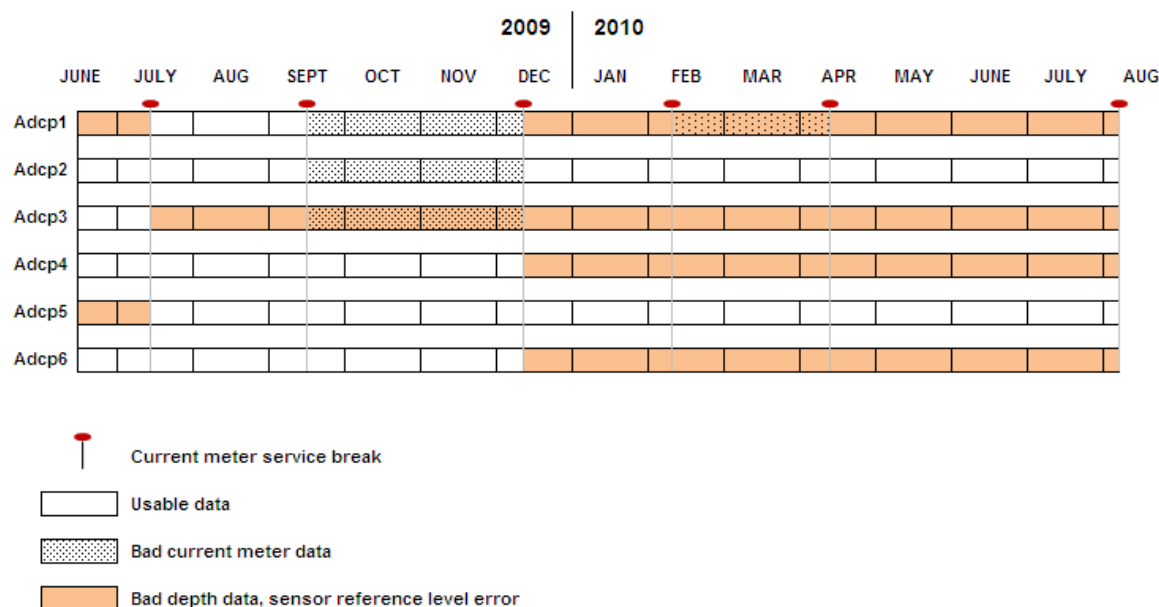 2009 2010
JUNE JULY AUG SEPT OCT NOV DEC JAN FEB MAR APR MAY JUNE JULY AUG
Adcp1
Adcp2
Adcp3
Adcp4
Adcp5
Adcp6
Current meter service break
Usable data
Bad current meter data
Bad depth data, sensor reference level error